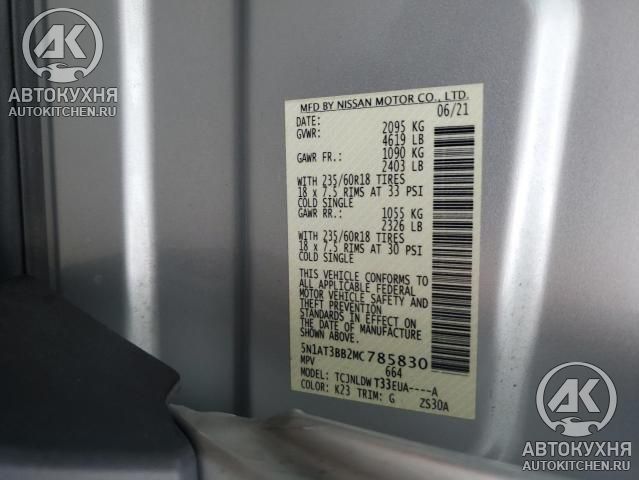 АВТОКУХНЯ
AUTOKITCHEN.RU
MFD BY NISSAN MOTOR CO., LTD.
DATE: 06/21
GVWR: 2095 KG
4619 LB
GAWR FR.: 1090 KG
2403 LB
WITH 235/60R18 TIRES
18 x 7.5 RIMS AT 33 PSI
COLD SINGLE
GAWR RR.: 1055 KG
2326 LB
WITH 235/60R18 TIRES
18 x 7.5 RIMS AT 30 PSI
COLD SINGLE
THIS VEHICLE CONFORMS TO
ALL APPLICABLE FEDERAL
MOTOR VEHICLE SAFETY AND
THEFT PREVENTION
STANDARDS IN EFFECT ON
THE DATE OF MANUFACTURE
SHOWN ABOVE.
5N1AT3BB2MC785830
MPV 664
MODEL: TCJNLDW T33EUA----A
COLOR: K23 TRIM: G ZS30A
АВТОКУХНЯ
AUTOKITCHEN.RU